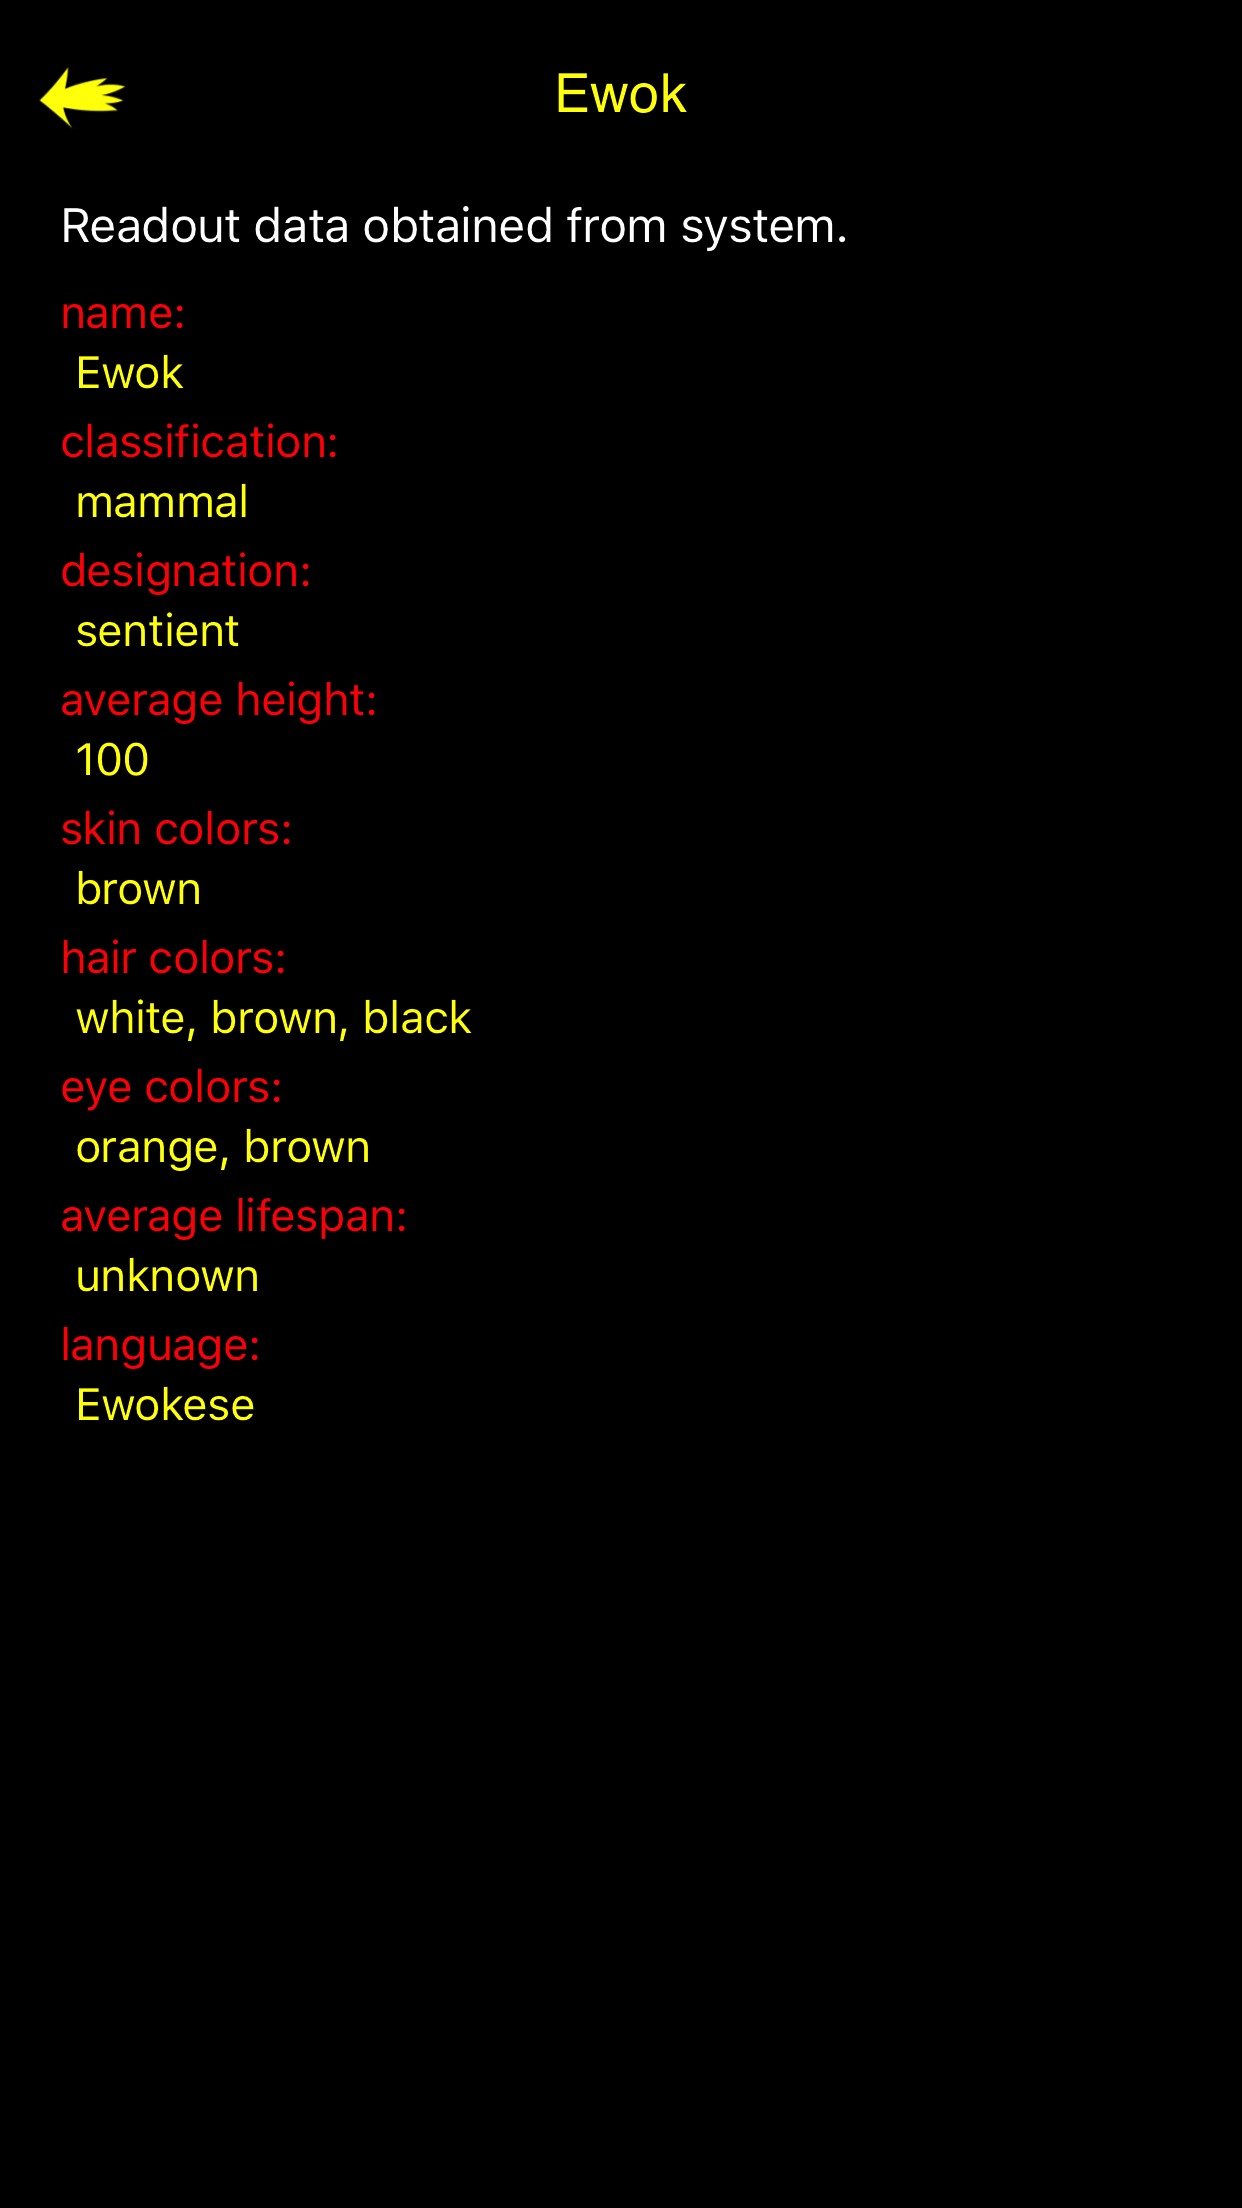 Ewok
Readout data obtained from system.
name:
Ewok
classification:
mammal
designation:
sentient
average height:
100
skin colors:
brown
hair colors:
white, brown, black
eye colors:
orange, brown
average lifespan:
unknown
language:
Ewokese